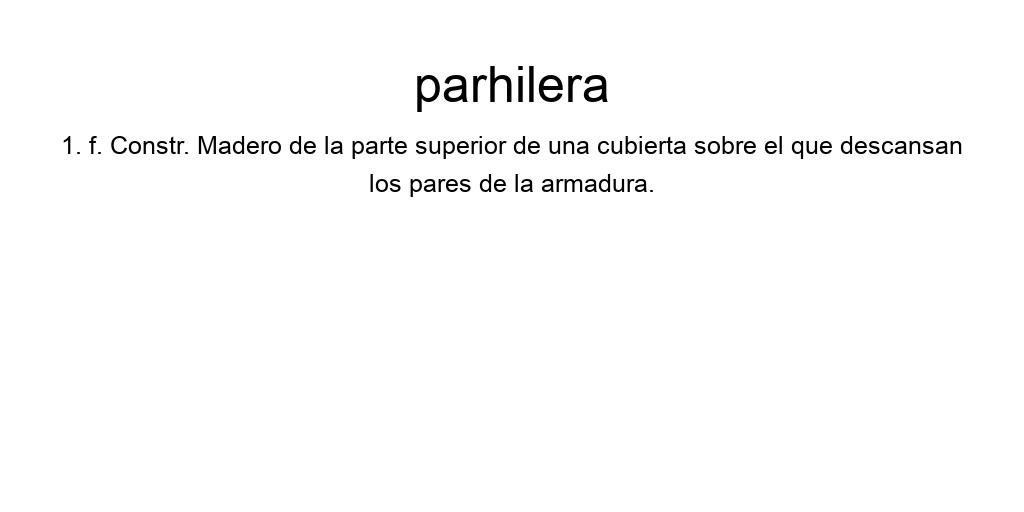 parhilera
1. f. Constr. Madero de la parte superior de una cubierta sobre el que descansan
los pares de la armadura.